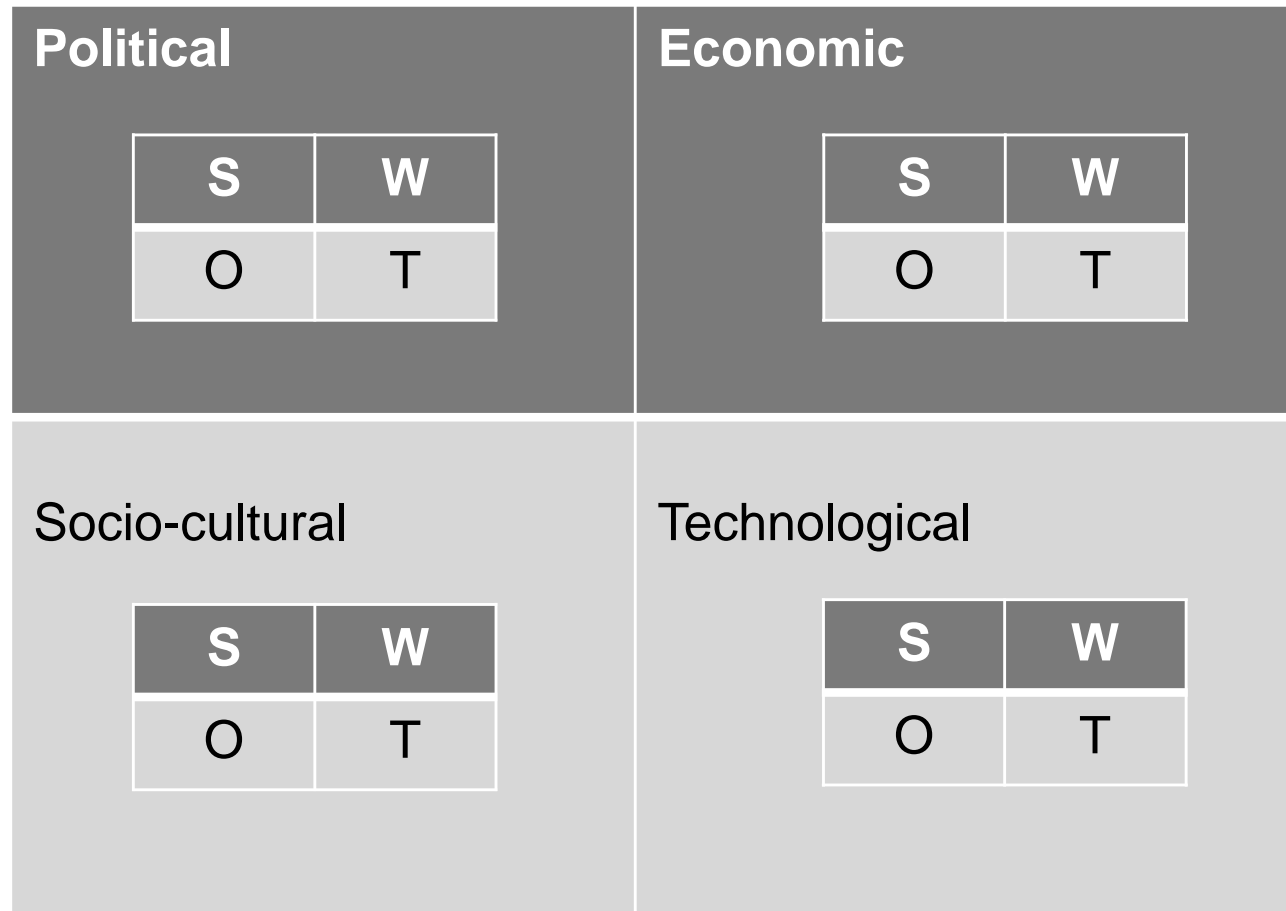 Political
S W
O T
Economic
S W
O T
Socio-cultural
S W
O T
Technological
S W
O T